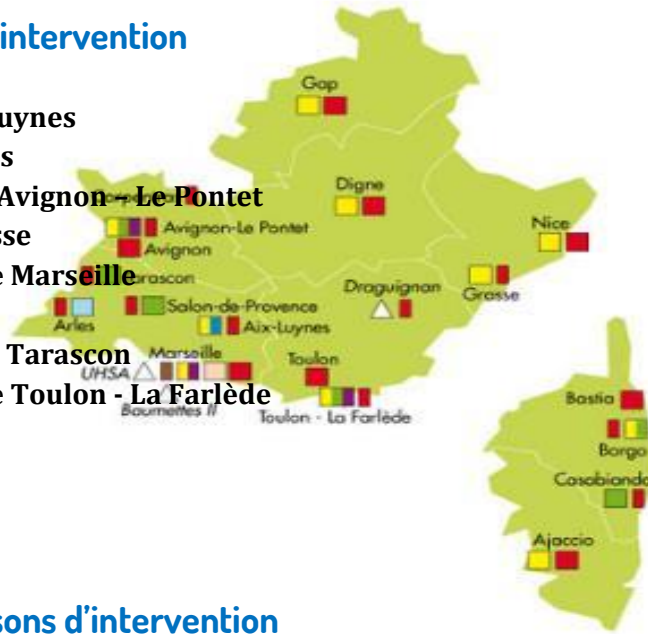 intervention
Gap
uynes
s
Digne
Avignon – Le Pontet
Avignon-Le Pontet
sse
Nice
Avignon
e Marseille
arascon
Draguignan
Grasse
Salon-de-Provence
Arles
Aix-Luynes
Tarascon
Marseille
Toulon
UHSA
e Toulon - La Farlède
Baumettes II
Toulon - La Farlède
Bastia
Borgo
Casabianda
Ajaccio
sons d’intervention